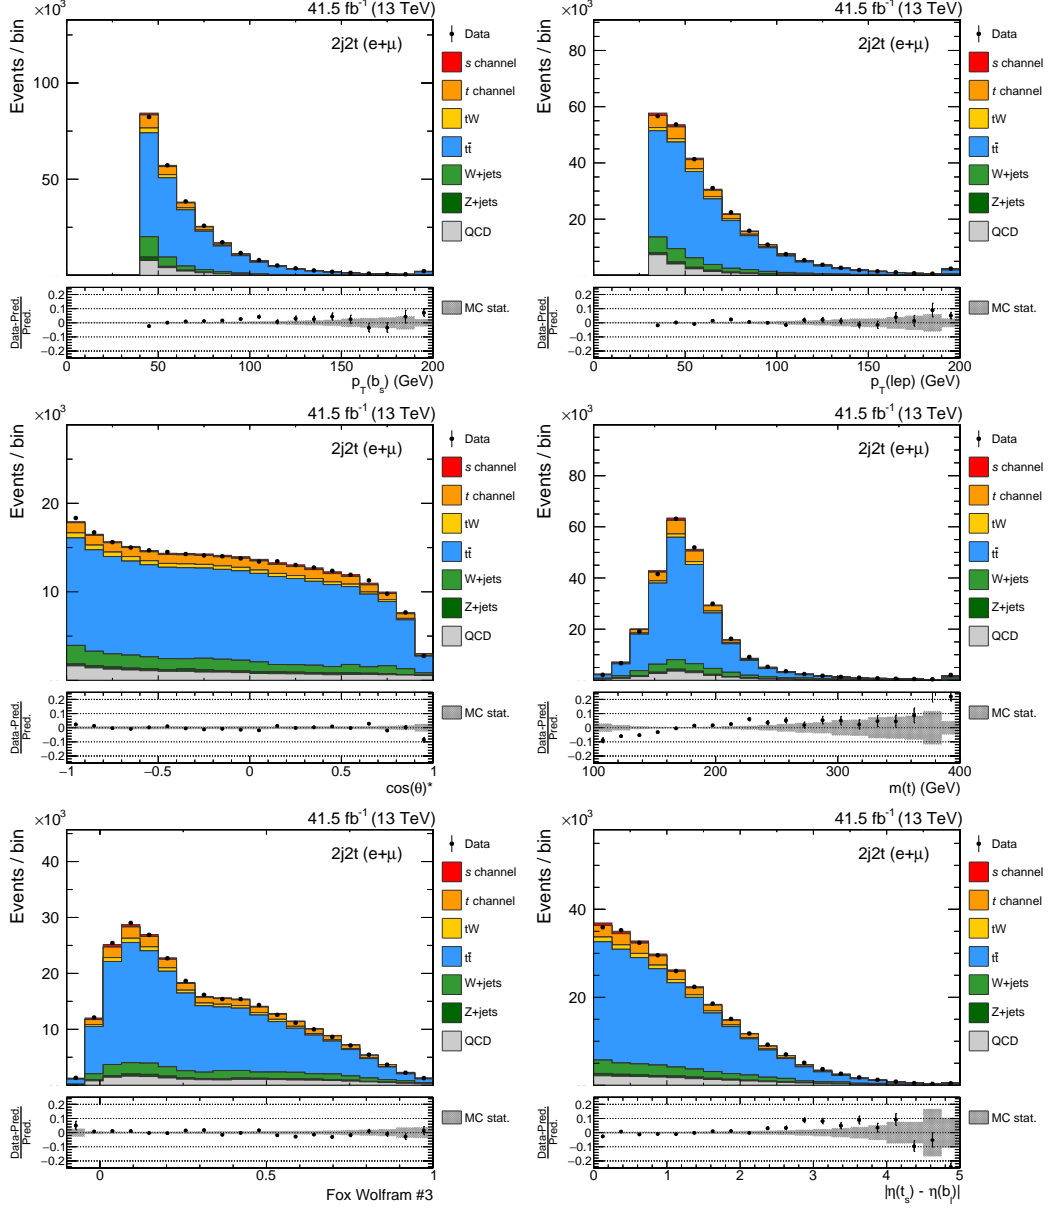 ×10³ 41.5 fb⁻¹ (13 TeV)
Events / bin
2j2t (e+μ)
100
50
Data
s channel
t channel
tW
tt̄
W+jets
Z+jets
QCD
Data-Pred.
Pred.
0.2
0.1
0
−0.1
−0.2
MC stat.
0 50 100 150 200
p_T(b_s) (GeV)
×10³ 41.5 fb⁻¹ (13 TeV)
Events / bin
2j2t (e+μ)
80
60
40
20
Data
s channel
t channel
tW
tt̄
W+jets
Z+jets
QCD
Data-Pred.
Pred.
0.2
0.1
0
−0.1
−0.2
MC stat.
0 50 100 150 200
p_T(lep) (GeV)
×10³ 41.5 fb⁻¹ (13 TeV)
Events / bin
2j2t (e+μ)
20
10
Data
s channel
t channel
tW
tt̄
W+jets
Z+jets
QCD
Data-Pred.
Pred.
0.2
0.1
0
−0.1
−0.2
MC stat.
−1 −0.5 0 0.5 1
cos(θ)*
×10³ 41.5 fb⁻¹ (13 TeV)
Events / bin
2j2t (e+μ)
80
60
40
20
Data
s channel
t channel
tW
tt̄
W+jets
Z+jets
QCD
Data-Pred.
Pred.
0.2
0.1
0
−0.1
−0.2
MC stat.
100 200 300 400
m(t) (GeV)
×10³ 41.5 fb⁻¹ (13 TeV)
Events / bin
2j2t (e+μ)
40
30
20
10
Data
s channel
t channel
tW
tt̄
W+jets
Z+jets
QCD
Data-Pred.
Pred.
0.2
0.1
0
−0.1
−0.2
MC stat.
0 0.5 1
Fox Wolfram #3
×10³ 41.5 fb⁻¹ (13 TeV)
Events / bin
2j2t (e+μ)
40
20
Data
s channel
t channel
tW
tt̄
W+jets
Z+jets
QCD
Data-Pred.
Pred.
0.2
0.1
0
−0.1
−0.2
MC stat.
0 1 2 3 4 5
|η(t_s) - η(b_l)|